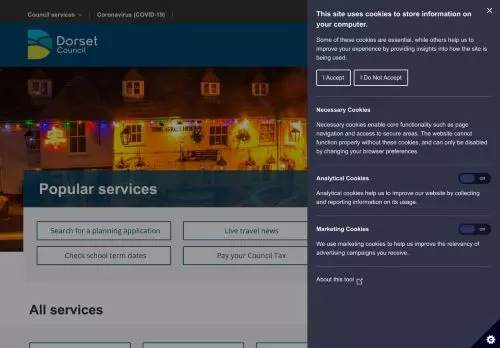 Council services
Coronavirus (COVID-19)
Dorset
Council
THE GREYHOUND
Popular services
Search for a planning application
Live travel news
Check school term dates
Pay your Council Tax
All services
This site uses cookies to store information on
your computer.
Some of these cookies are essential, while others help us to
improve your experience by providing insights into how the site is
being used.
I Accept
I Do Not Accept
Necessary Cookies
Necessary cookies enable core functionality such as page
navigation and access to secure areas. The website cannot
function properly without these cookies, and can only be disabled
by changing your browser preferences.
Analytical Cookies
Off
Analytical cookies help us to improve our website by collecting
and reporting information on its usage.
Marketing Cookies
Off
We use marketing cookies to help us improve the relevancy of
advertising campaigns you receive.
About this tool